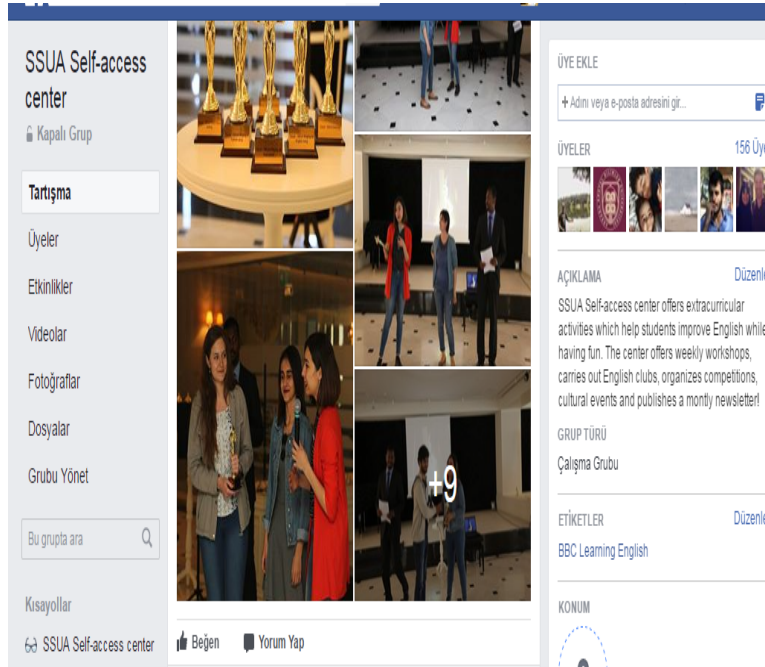 SSUA Self-access
center
Kapalı Grup
Tartışma
Üyeler
Etkinlikler
Videolar
Fotoğraflar
Dosyalar
Grubu Yönet
Bu grupta ara
Kısayollar
SSUA Self-access center
+9
Beğen
Yorum Yap
ÜYE EKLE
+ Adını veya e-posta adresini gir...
ÜYELER
156 Üye
AÇIKLAMA
Düzenle
SSUA Self-access center offers extracurricular
activities which help students improve English while
having fun. The center offers weekly workshops,
carries out English clubs, organizes competitions,
cultural events and publishes a montly newsletter!
GRUP TÜRÜ
Çalışma Grubu
ETİKETLER
Düzenle
BBC Learning English
KONUM